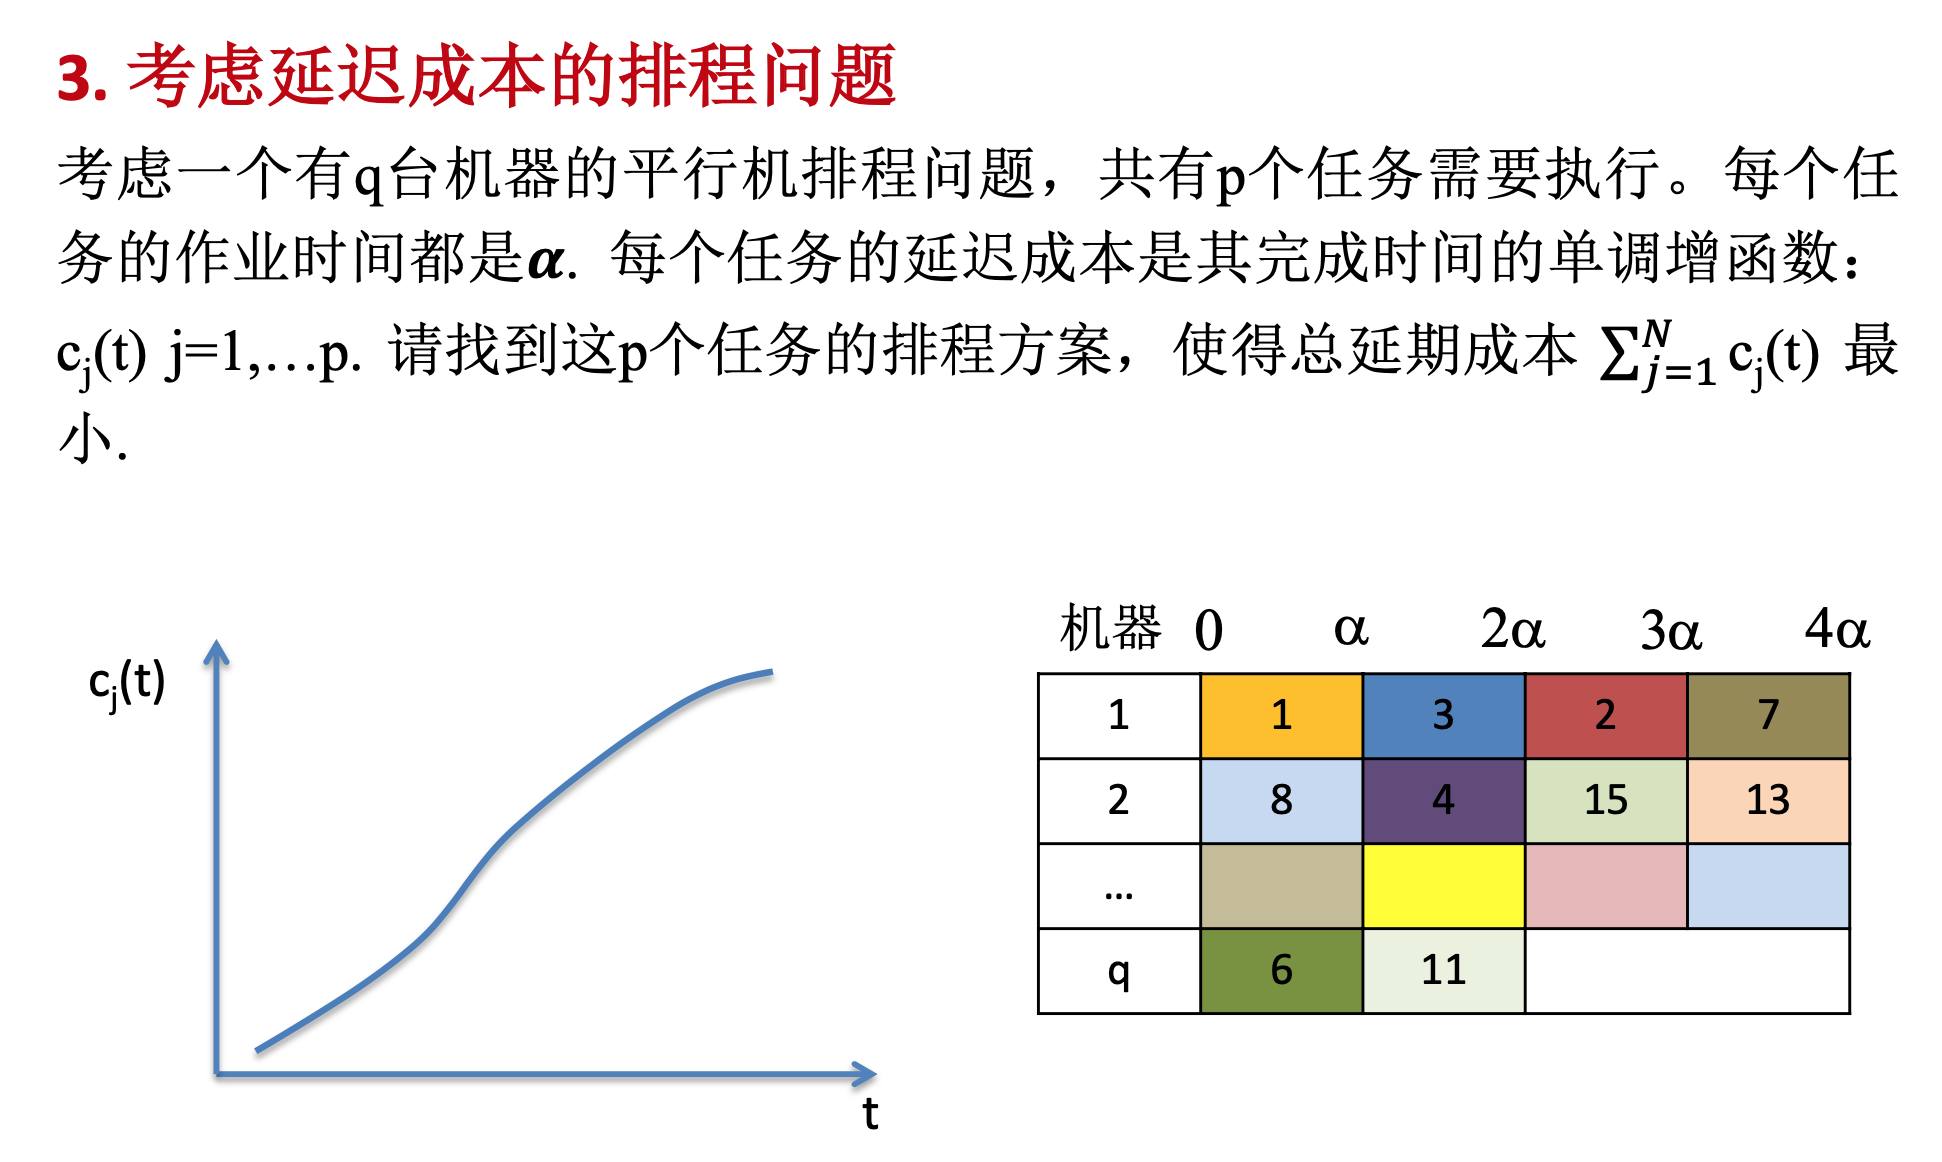 3. 考虑延迟成本的排程问题
考虑一个有q台机器的平行机排程问题，共有p个任务需要执行。每个任
务的作业时间都是α. 每个任务的延迟成本是其完成时间的单调增函数：
cj(t) j=1,…p. 请找到这p个任务的排程方案，使得总延期成本 ∑_{j=1}^{N} cj(t) 最
小.
cj(t)
t
机器 0 α 2α 3α 4α
1 1 3 2 7
2 8 4 15 13
...
q 6 11